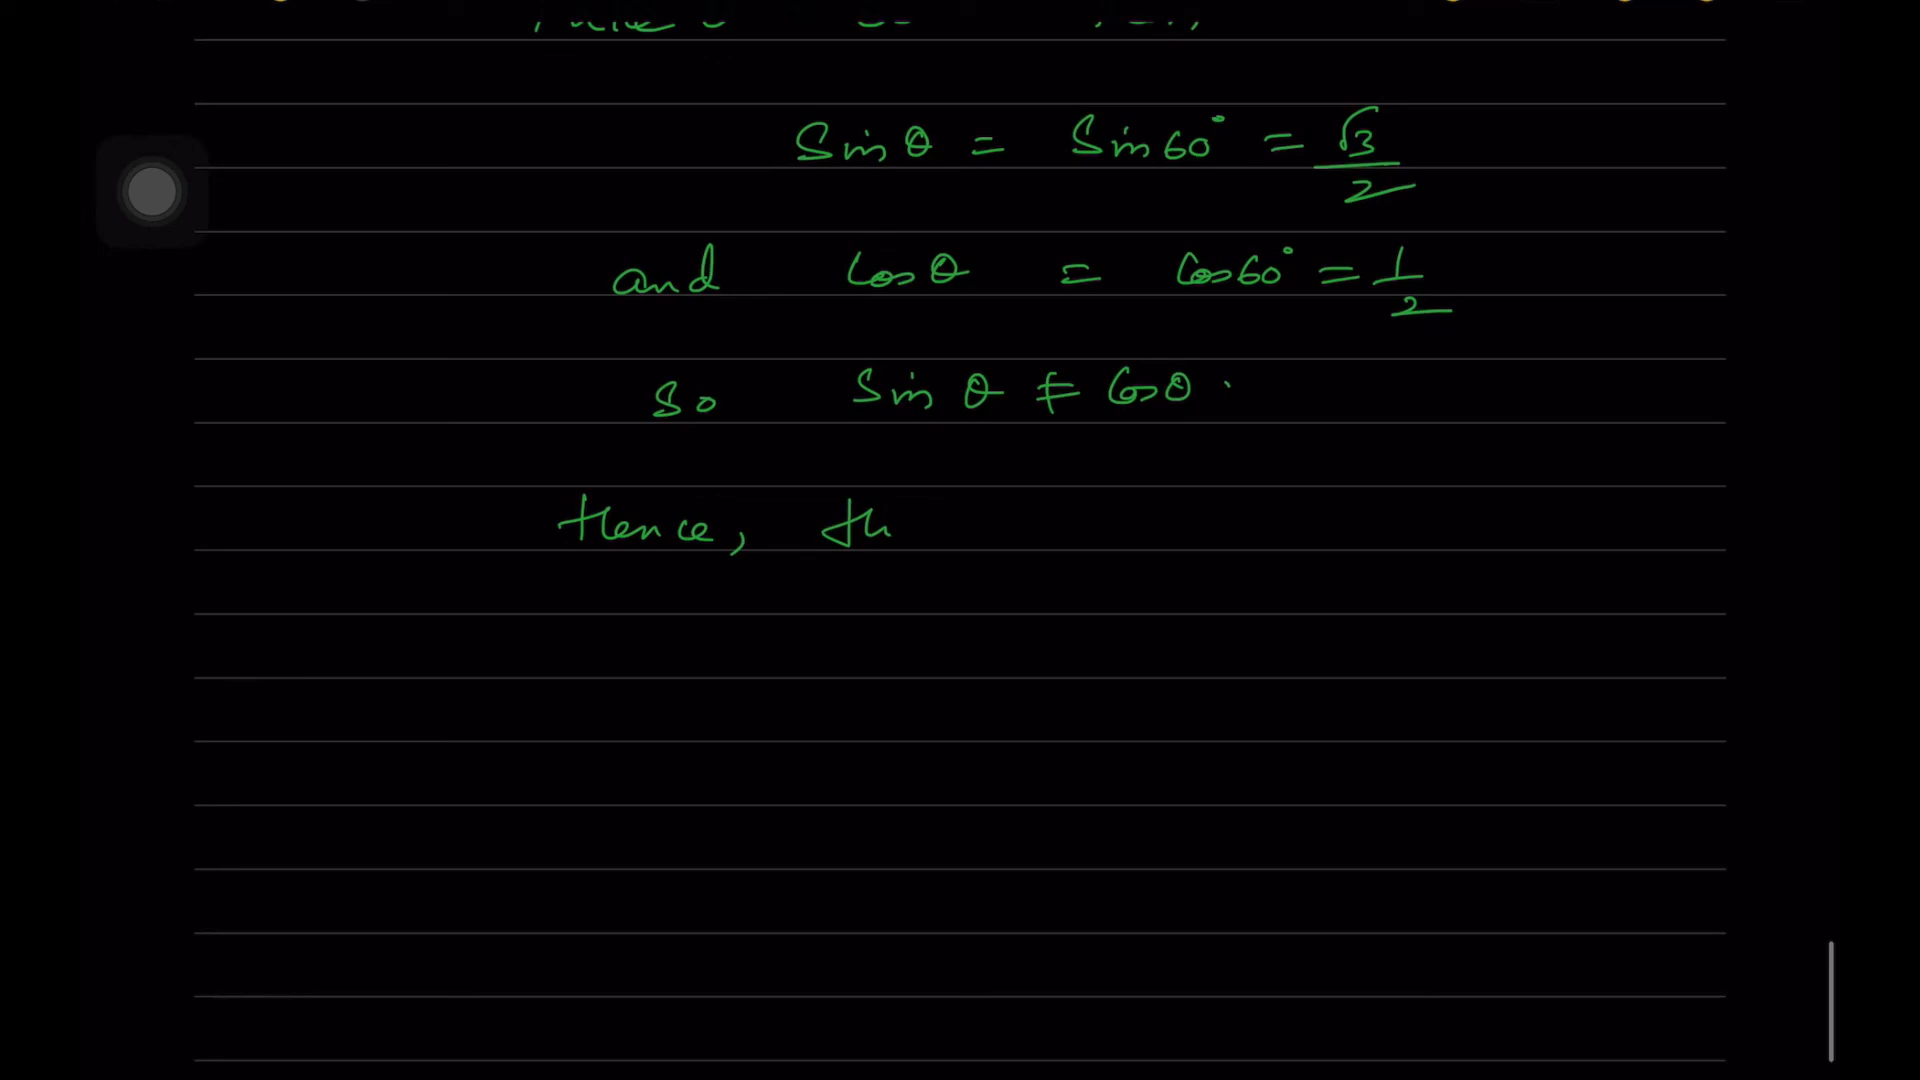 Sin θ = Sin 60° = √3/2
and Cos θ = Cos 60° = 1/2
So Sin θ ≠ Cos θ.
Hence, th